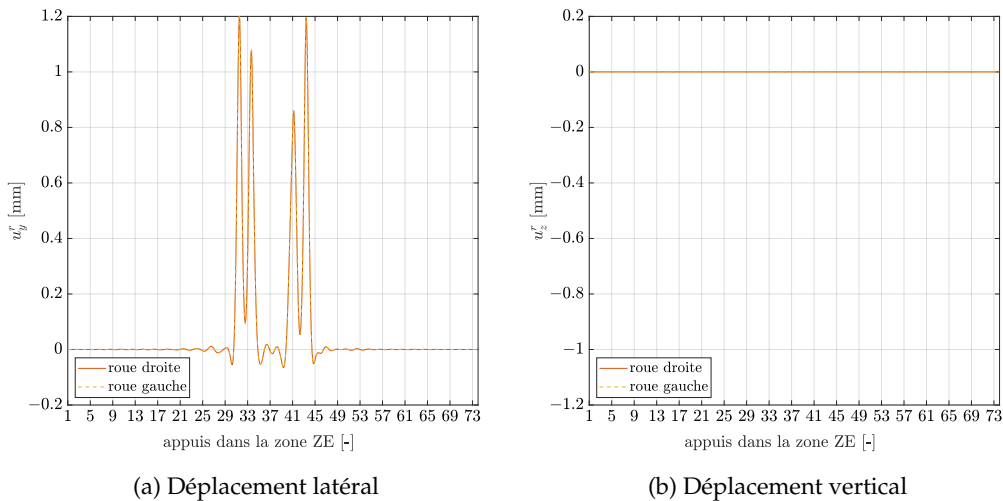 1.2
1
0.8
0.6
0.4
0.2
0
−0.2
u_y^r [mm]
roue droite
roue gauche
1 5 9 13 17 21 25 29 33 37 41 45 49 53 57 61 65 69 73
appuis dans la zone ZE [-]
(a) Déplacement latéral
0.2
0
−0.2
−0.4
−0.6
−0.8
−1
−1.2
u_z^r [mm]
roue droite
roue gauche
1 5 9 13 17 21 25 29 33 37 41 45 49 53 57 61 65 69 73
appuis dans la zone ZE [-]
(b) Déplacement vertical